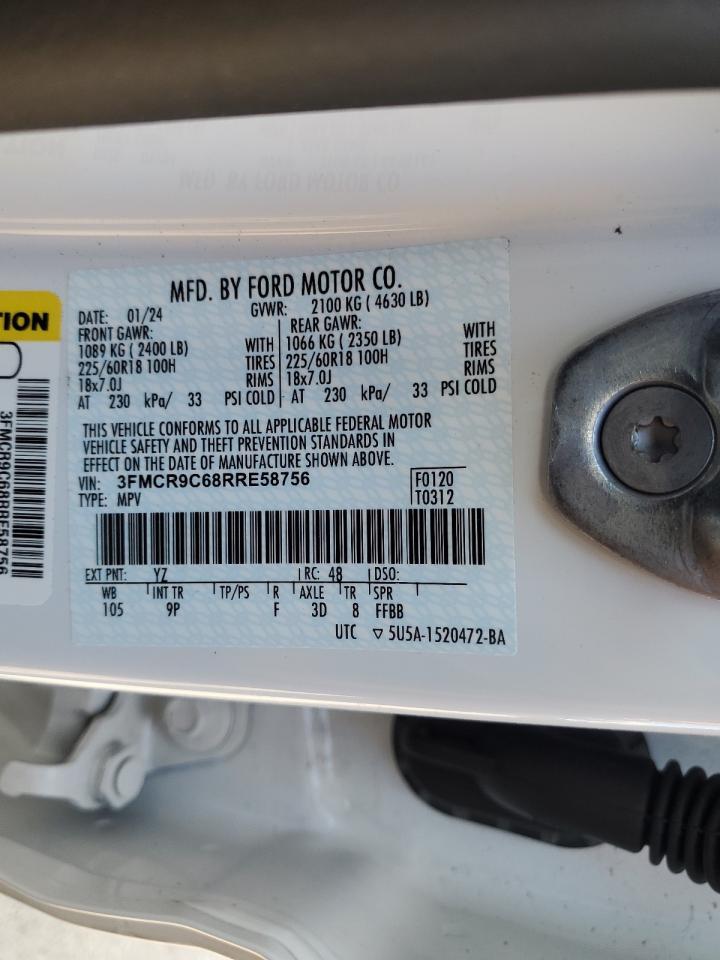 MFD. BY FORD MOTOR CO.
DATE: 01/24 GVWR: 2100 KG ( 4630 LB)
FRONT GAWR: REAR GAWR:
1089 KG ( 2400 LB) WITH 1066 KG ( 2350 LB) WITH
225/60R18 100H TIRES 225/60R18 100H TIRES
18x7.0J RIMS 18x7.0J RIMS
AT 230 kPa/ 33 PSI COLD AT 230 kPa/ 33 PSI COLD
THIS VEHICLE CONFORMS TO ALL APPLICABLE FEDERAL MOTOR
VEHICLE SAFETY AND THEFT PREVENTION STANDARDS IN
EFFECT ON THE DATE OF MANUFACTURE SHOWN ABOVE.
VIN: 3FMCR9C68RRE58756 F0120
TYPE: MPV T0312
EXT PNT: YZ RC: 48 DSO:
WB INT TR TP/PS R AXLE TR SPR
105 9P F 3D 8 FFBB
UTC ▽ 5U5A-1520472-BA
3FMCR9C68RRE58756